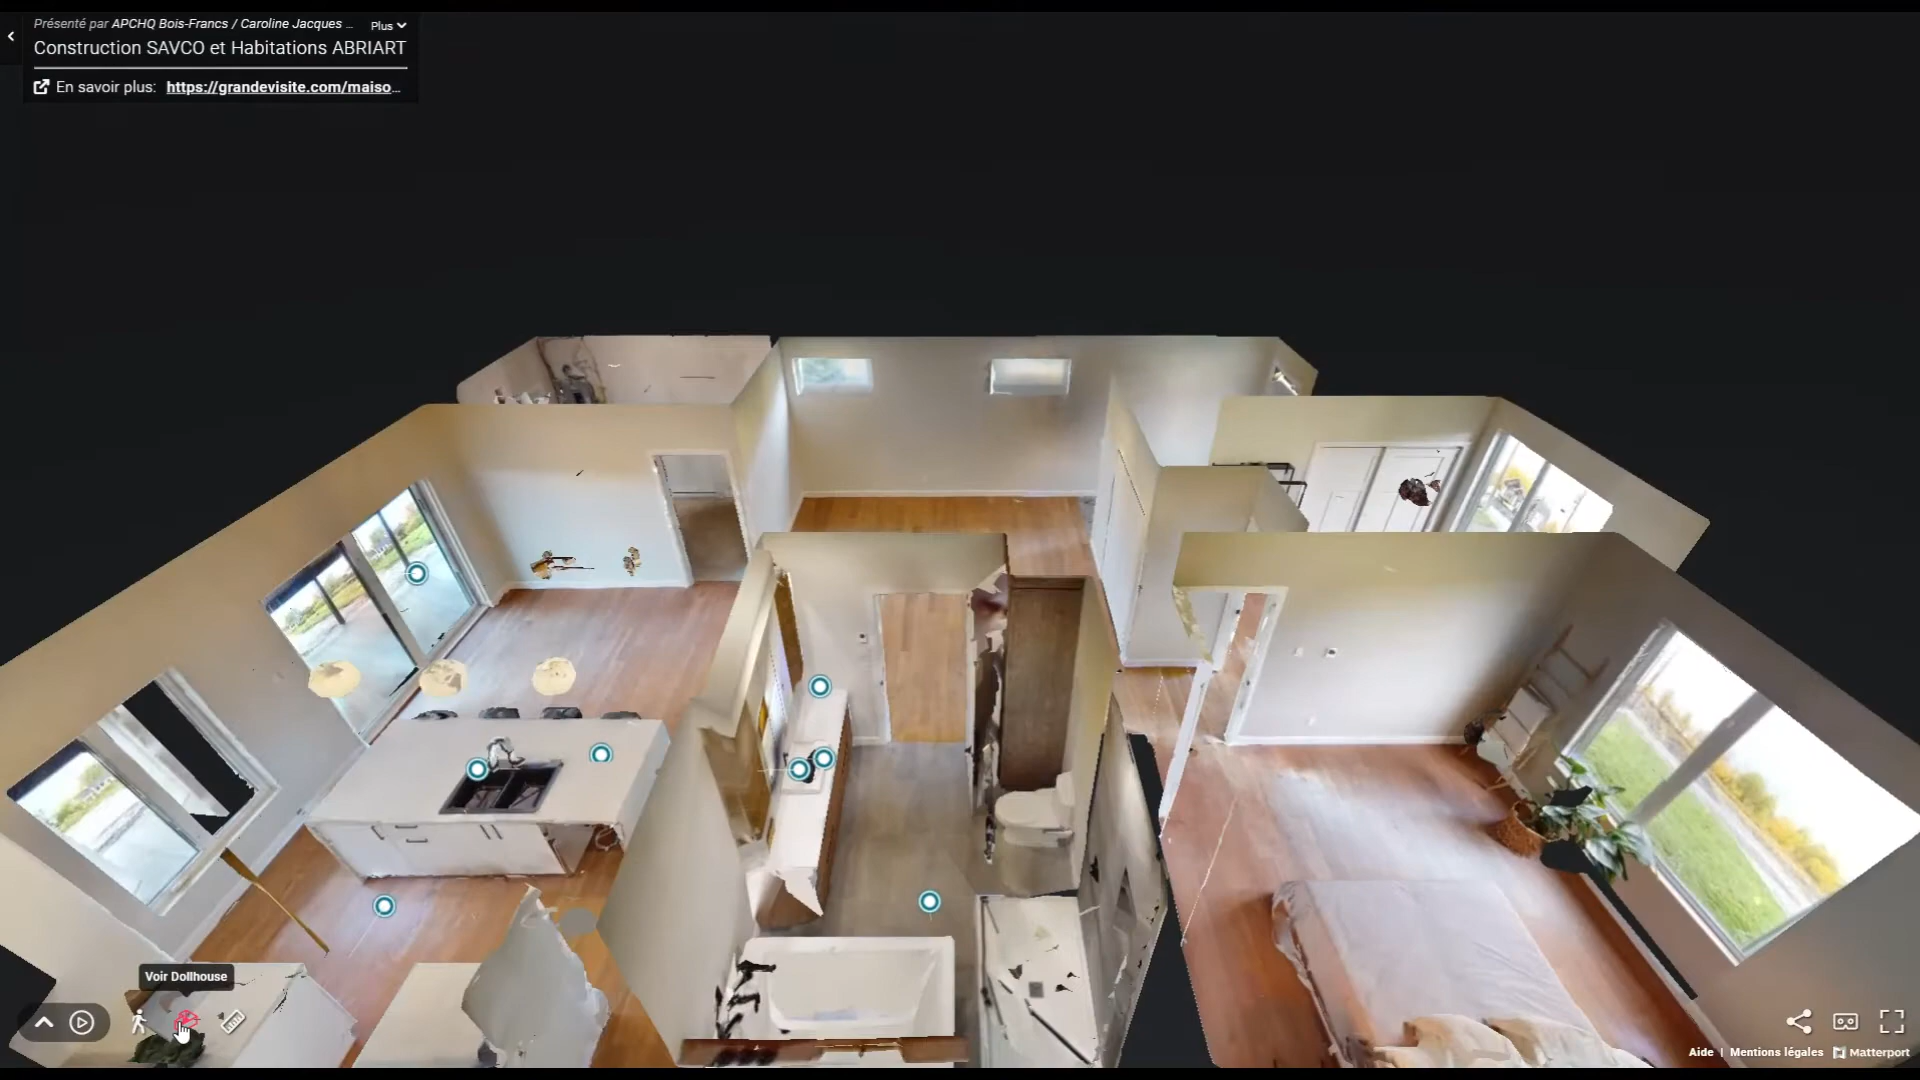 Présenté par APCHQ Bois-Francs / Caroline Jacques ... Plus
Construction SAVCO et Habitations ABRIART
En savoir plus: https://grandevisite.com/maiso...
Voir Dollhouse
Aide | Mentions légales Matterport